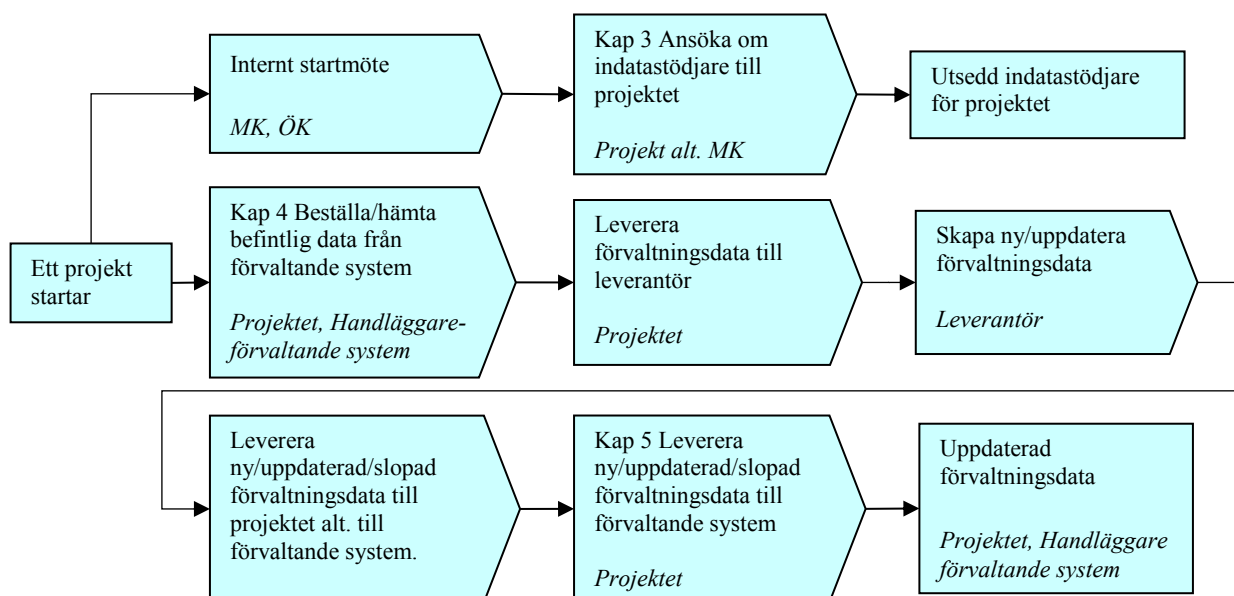 Internt startmöte
MK, ÖK
Kap 3 Ansöka om
indatastödjare till
projektet
Projekt alt. MK
Utsedd indatastödjare
för projektet
Ett projekt
startar
Kap 4 Beställa/hämta
befintlig data från
förvaltande system
Projektet, Handläggare-
förvaltande system
Leverera
förvaltningsdata till
leverantör
Projektet
Skapa ny/uppdatera
förvaltningsdata
Leverantör
Leverera
ny/uppdaterad/slopad
förvaltningsdata till
projektet alt. till
förvaltande system.
Kap 5 Leverera
ny/uppdaterad/slopad
förvaltningsdata till
förvaltande system
Projektet
Uppdaterad
förvaltningsdata
Projektet, Handläggare
förvaltande system